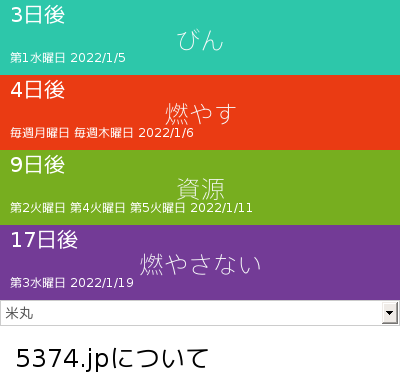 3日後
びん
第1水曜日 2022/1/5
4日後
燃やす
毎週月曜日 毎週木曜日 2022/1/6
9日後
資源
第2火曜日 第4火曜日 第5火曜日 2022/1/11
17日後
燃やさない
第3水曜日 2022/1/19
米丸
5374.jpについて